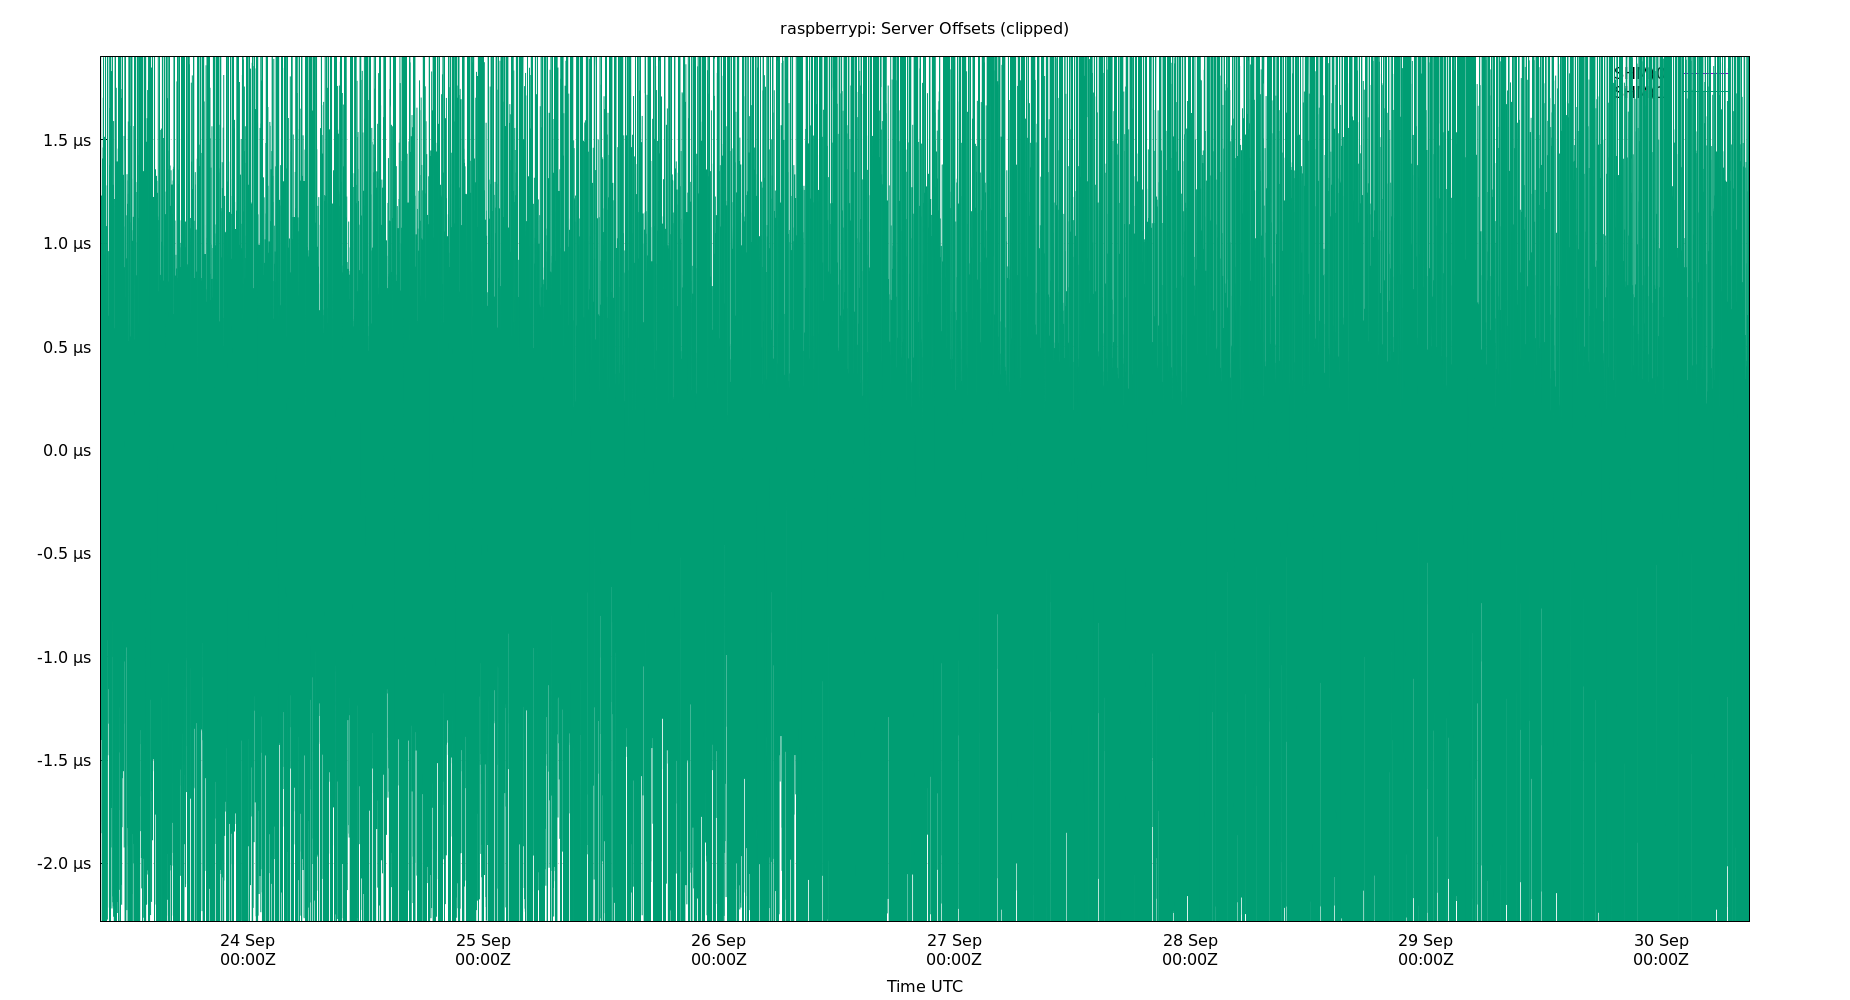 raspberrypi: Server Offsets (clipped)
1.5 µs
1.0 µs
0.5 µs
0.0 µs
-0.5 µs
-1.0 µs
-1.5 µs
-2.0 µs
24 Sep 25 Sep 26 Sep 27 Sep 28 Sep 29 Sep 30 Sep
00:00Z 00:00Z 00:00Z 00:00Z 00:00Z 00:00Z 00:00Z
Time UTC